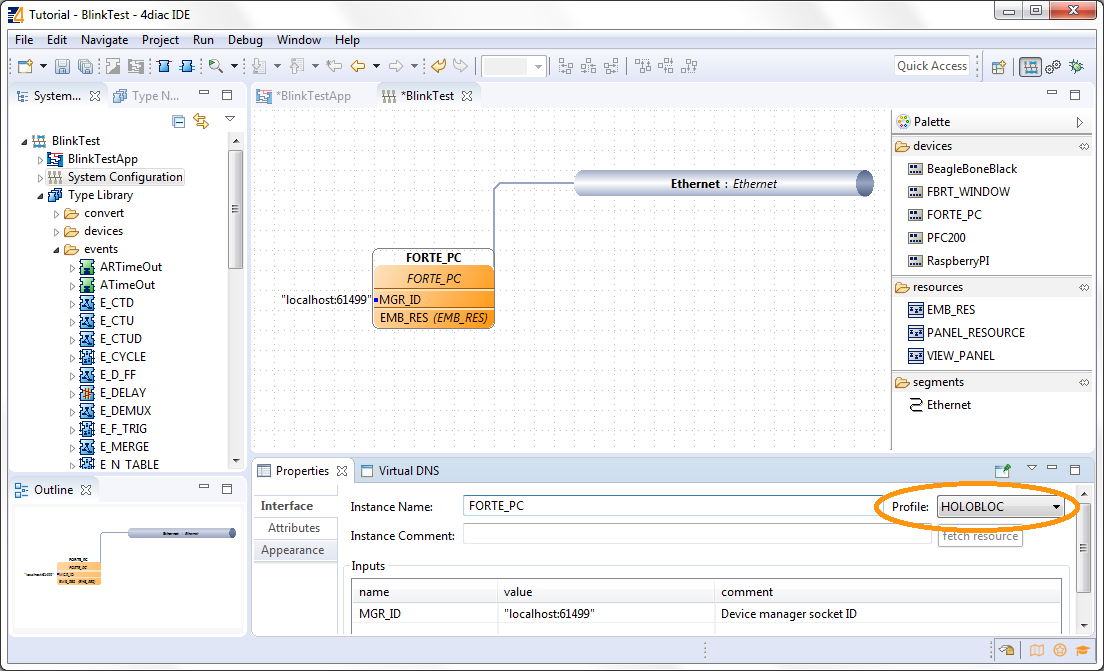 Tutorial - BlinkTest - 4diac IDE
File Edit Navigate Project Run Debug Window Help
Quick Access
System... Type N...
BlinkTest
BlinkTestApp
System Configuration
Type Library
convert
devices
events
ARTimeOut
ATimeOut
E_CTD
E_CTU
E_CTUD
E_CYCLE
E_D_FF
E_DELAY
E_DEMUX
E_F_TRIG
E_MERGE
E_N_TABLE
Outline
Ethernet : Ethernet
FORTE_PC
FORTE_PC
"localhost:61499" MGR_ID
EMB_RES (EMB_RES)
*BlinkTestApp *BlinkTest
Ethernet : Ethernet
FORTE_PC
FORTE_PC
"localhost:61499" MGR_ID
EMB_RES (EMB_RES)
Palette
devices
BeagleBoneBlack
FBRT_WINDOW
FORTE_PC
PFC200
RaspberryPI
resources
EMB_RES
PANEL_RESOURCE
VIEW_PANEL
segments
Ethernet
Properties Virtual DNS
Interface
Attributes
Appearance
Instance Name: FORTE_PC Profile: HOLOBLOC
Instance Comment: fetch resource
Inputs
name value comment
MGR_ID "localhost:61499" Device manager socket ID